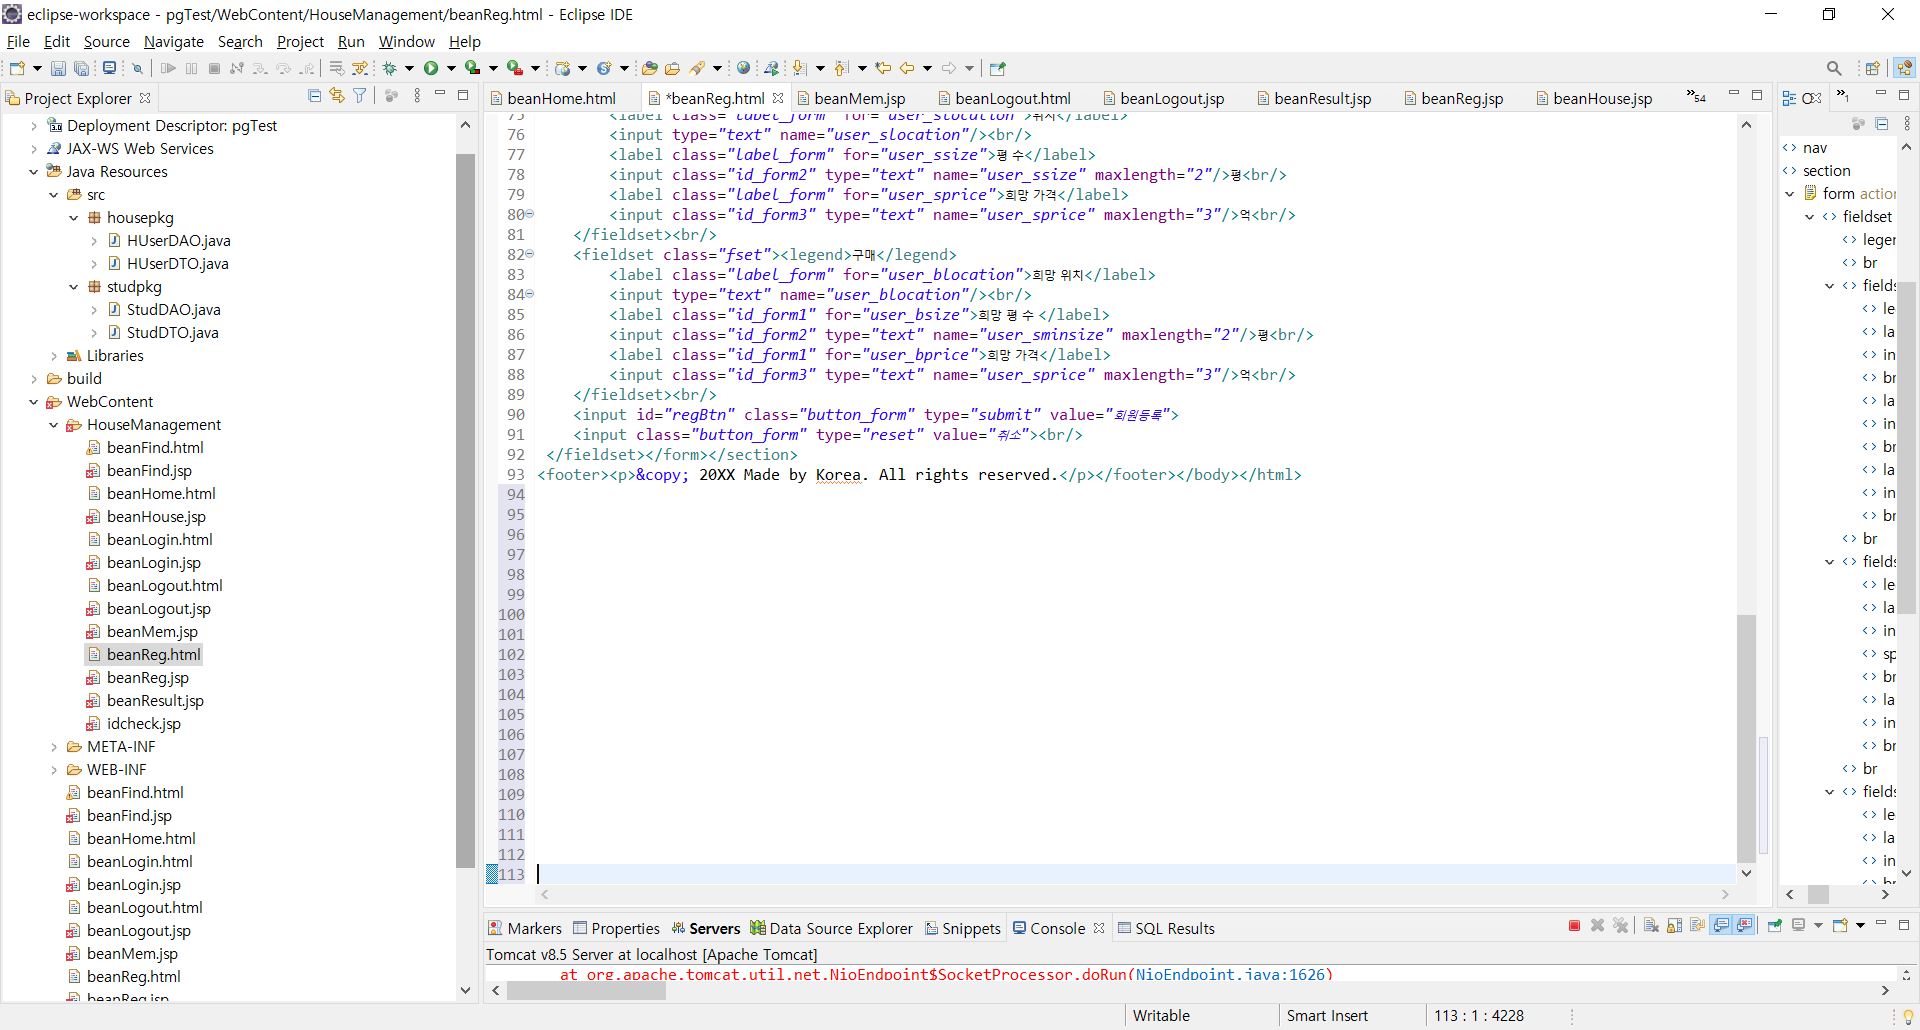 eclipse-workspace - pgTest/WebContent/HouseManagement/beanReg.html - Eclipse IDE
File Edit Source Navigate Search Project Run Window Help
Project Explorer
Deployment Descriptor: pgTest
JAX-WS Web Services
Java Resources
src
housepkg
HUserDAO.java
HUserDTO.java
studpkg
StudDAO.java
StudDTO.java
Libraries
build
WebContent
HouseManagement
beanFind.html
beanFind.jsp
beanHome.html
beanHouse.jsp
beanLogin.html
beanLogin.jsp
beanLogout.html
beanLogout.jsp
beanMem.jsp
beanReg.html
beanReg.jsp
beanResult.jsp
idcheck.jsp
META-INF
WEB-INF
beanFind.html
beanFind.jsp
beanHome.html
beanLogin.html
beanLogin.jsp
beanLogout.html
beanLogout.jsp
beanMem.jsp
beanReg.html
beanReg.jsp
beanHome.html *beanReg.html beanMem.jsp beanLogout.html beanLogout.jsp beanResult.jsp beanReg.jsp beanHouse.jsp »54
75 <label class="label_form" for="user_slocation">위치</label>
76 <input type="text" name="user_slocation"/><br/>
77 <label class="label_form" for="user_ssize">평 수</label>
78 <input class="id_form2" type="text" name="user_ssize" maxlength="2"/>평<br/>
79 <label class="label_form" for="user_sprice">희망 가격</label>
80 <input class="id_form3" type="text" name="user_sprice" maxlength="3"/>억<br/>
81 </fieldset><br/>
82 <fieldset class="fset"><legend>구매</legend>
83 <label class="label_form" for="user_blocation">희망 위치</label>
84 <input type="text" name="user_blocation"/><br/>
85 <label class="id_form1" for="user_bsize">희망 평 수 </label>
86 <input class="id_form2" type="text" name="user_sminsize" maxlength="2"/>평<br/>
87 <label class="id_form1" for="user_bprice">희망 가격</label>
88 <input class="id_form3" type="text" name="user_sprice" maxlength="3"/>억<br/>
89 </fieldset><br/>
90 <input id="regBtn" class="button_form" type="submit" value="회원등록">
91 <input class="button_form" type="reset" value="취소"><br/>
92 </fieldset></form></section>
93 <footer><p>&copy; 20XX Made by Korea. All rights reserved.</p></footer></body></html>
94
95
96
97
98
99
100
101
102
103
104
105
106
107
108
109
110
111
112
113
»1
nav
section
form action
fieldset
legen
br
fields
le
la
in
br
la
in
br
la
in
br
br
fields
le
la
in
sp
br
la
in
br
br
fields
le
la
in
br
Markers Properties Servers Data Source Explorer Snippets Console SQL Results
Tomcat v8.5 Server at localhost [Apache Tomcat]
at org.apache.tomcat.util.net.NioEndpoint$SocketProcessor.doRun(NioEndpoint.java:1626)
Writable Smart Insert 113 : 1 : 4228